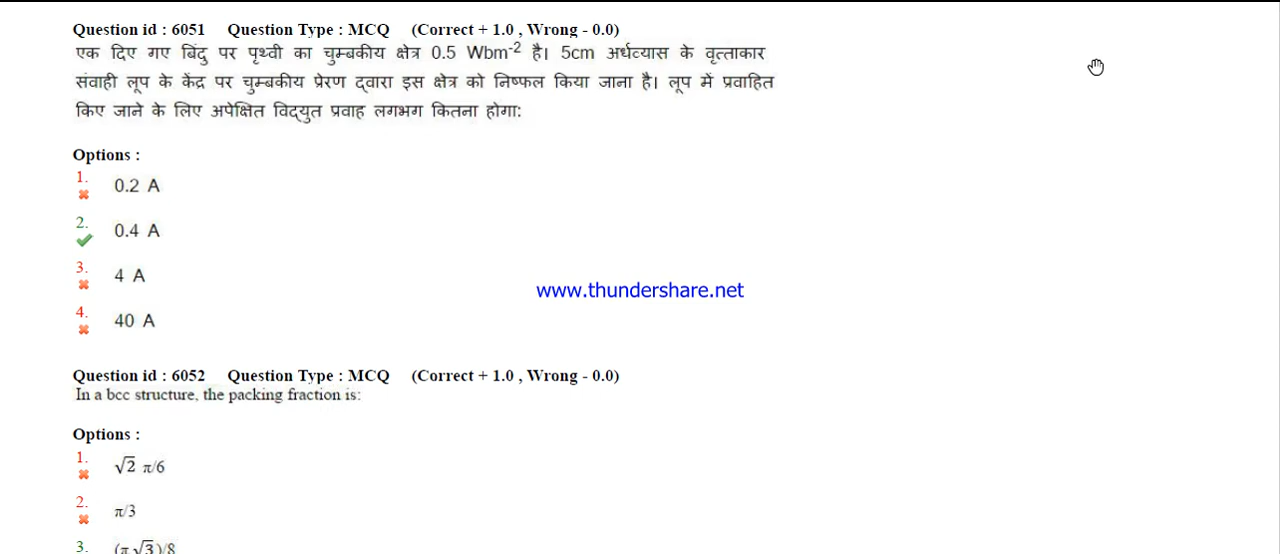 Question id : 6051 Question Type : MCQ (Correct + 1.0 , Wrong - 0.0)
एक दिए गए बिंदु पर पृथ्वी का चुम्बकीय क्षेत्र 0.5 Wbm⁻² है। 5cm अर्धव्यास के वृत्ताकार
संवाही लूप के केंद्र पर चुम्बकीय प्रेरण द्वारा इस क्षेत्र को निष्फल किया जाना है। लूप में प्रवाहित
किए जाने के लिए अपेक्षित विद्युत प्रवाह लगभग कितना होगा:
Options :
1. 0.2 A
2. 0.4 A
3. 4 A
4. 40 A
www.thundershare.net
Question id : 6052 Question Type : MCQ (Correct + 1.0 , Wrong - 0.0)
In a bcc structure, the packing fraction is:
Options :
1. √2 π/6
2. π/3
3. (π √3)/8